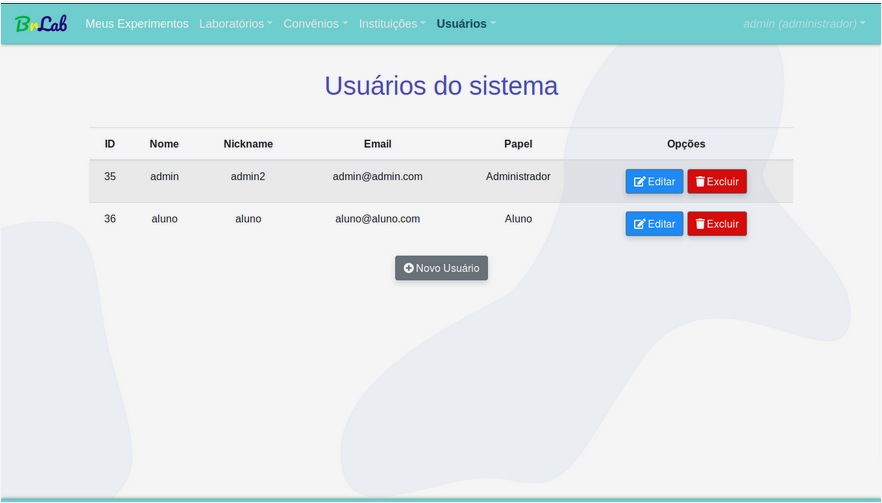 BrLab Meus Experimentos Laboratórios Convênios Instituições Usuários admin (administrador)
Usuários do sistema
ID Nome Nickname Email Papel Opções
35 admin admin2 admin@admin.com Administrador Editar Excluir
36 aluno aluno aluno@aluno.com Aluno Editar Excluir
Novo Usuário